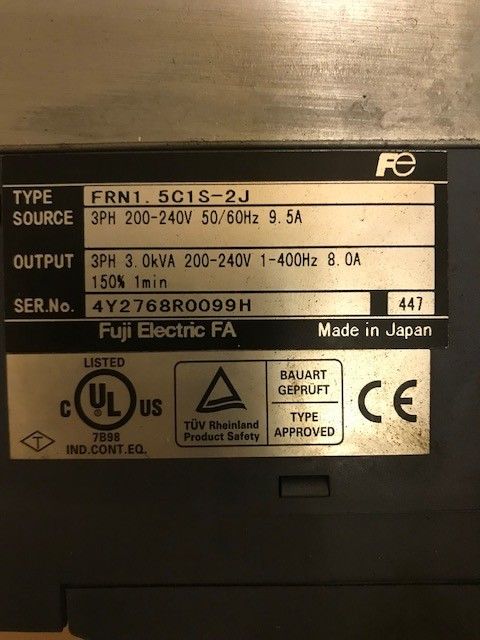 Fe
TYPE FRN1.5C1S-2J
SOURCE 3PH 200-240V 50/60Hz 9.5A
OUTPUT 3PH 3.0kVA 200-240V 1-400Hz 8.0A
150% 1min
SER.No. 4Y2768R0099H 447
Fuji Electric FA Made in Japan
LISTED
C UL US
7B98
IND.CONT.EQ.
T
TÜV Rheinland
Product Safety
BAUART
GEPRÜFT
TYPE
APPROVED
CE